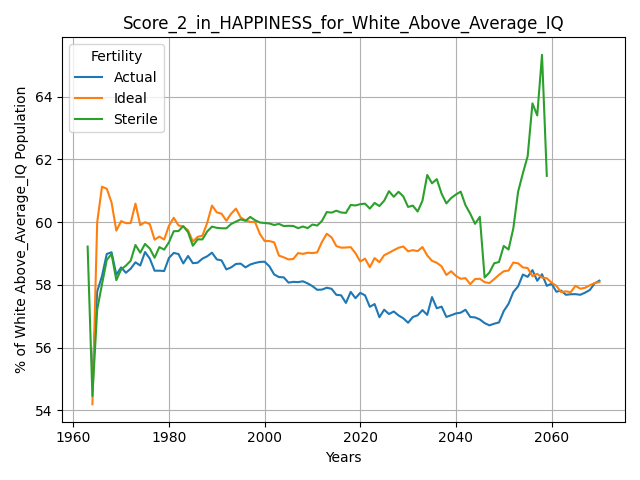 Score_2_in_HAPPINESS_for_White_Above_Average_IQ
% of White Above_Average_IQ Population
64
62
60
58
56
54
Fertility
Actual
Ideal
Sterile
1960 1980 2000 2020 2040 2060
Years